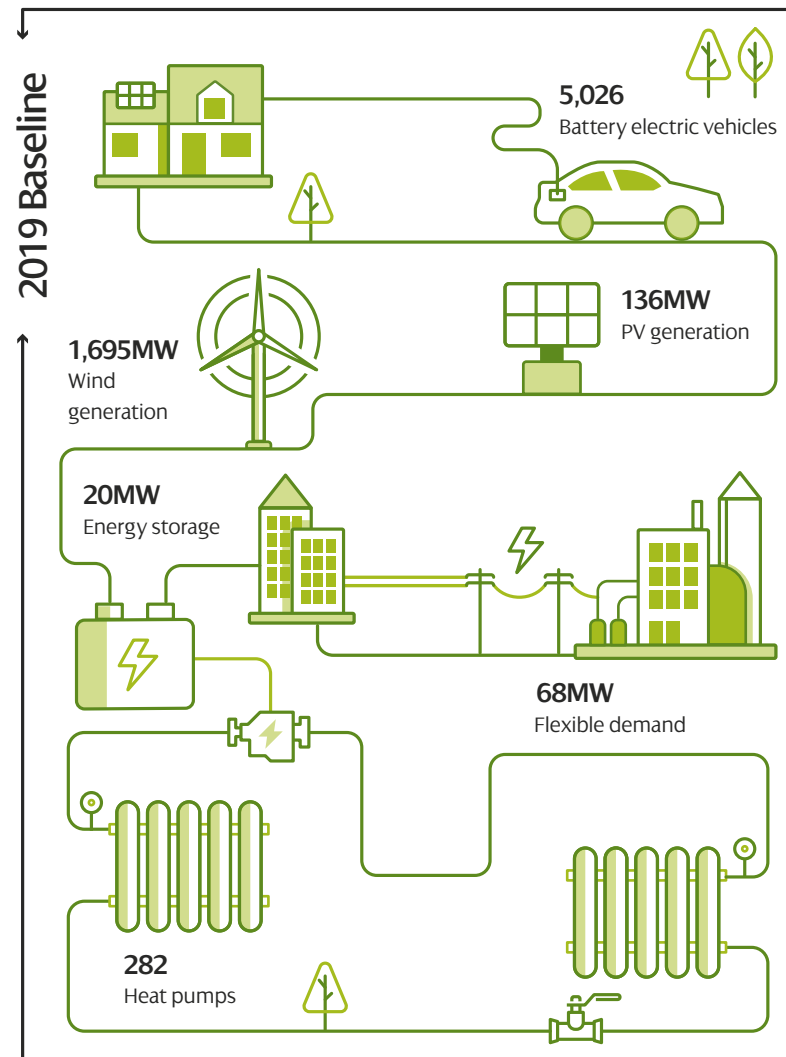 2019 Baseline
5,026
Battery electric vehicles
136MW
PV generation
1,695MW
Wind
generation
20MW
Energy storage
68MW
Flexible demand
282
Heat pumps